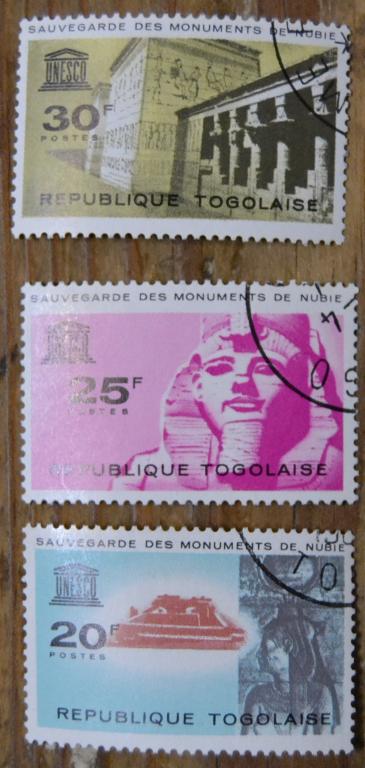 SAUVEGARDE DES MONUMENTS DE NUBIE
UNESCO
30F
POSTES
REPUBLIQUE TOGOLAISE
SAUVEGARDE DES MONUMENTS DE NUBIE
25F
POSTES
REPUBLIQUE TOGOLAISE
SAUVEGARDE DES MONUMENTS DE NUBIE
UNESCO
20F
POSTES
REPUBLIQUE TOGOLAISE